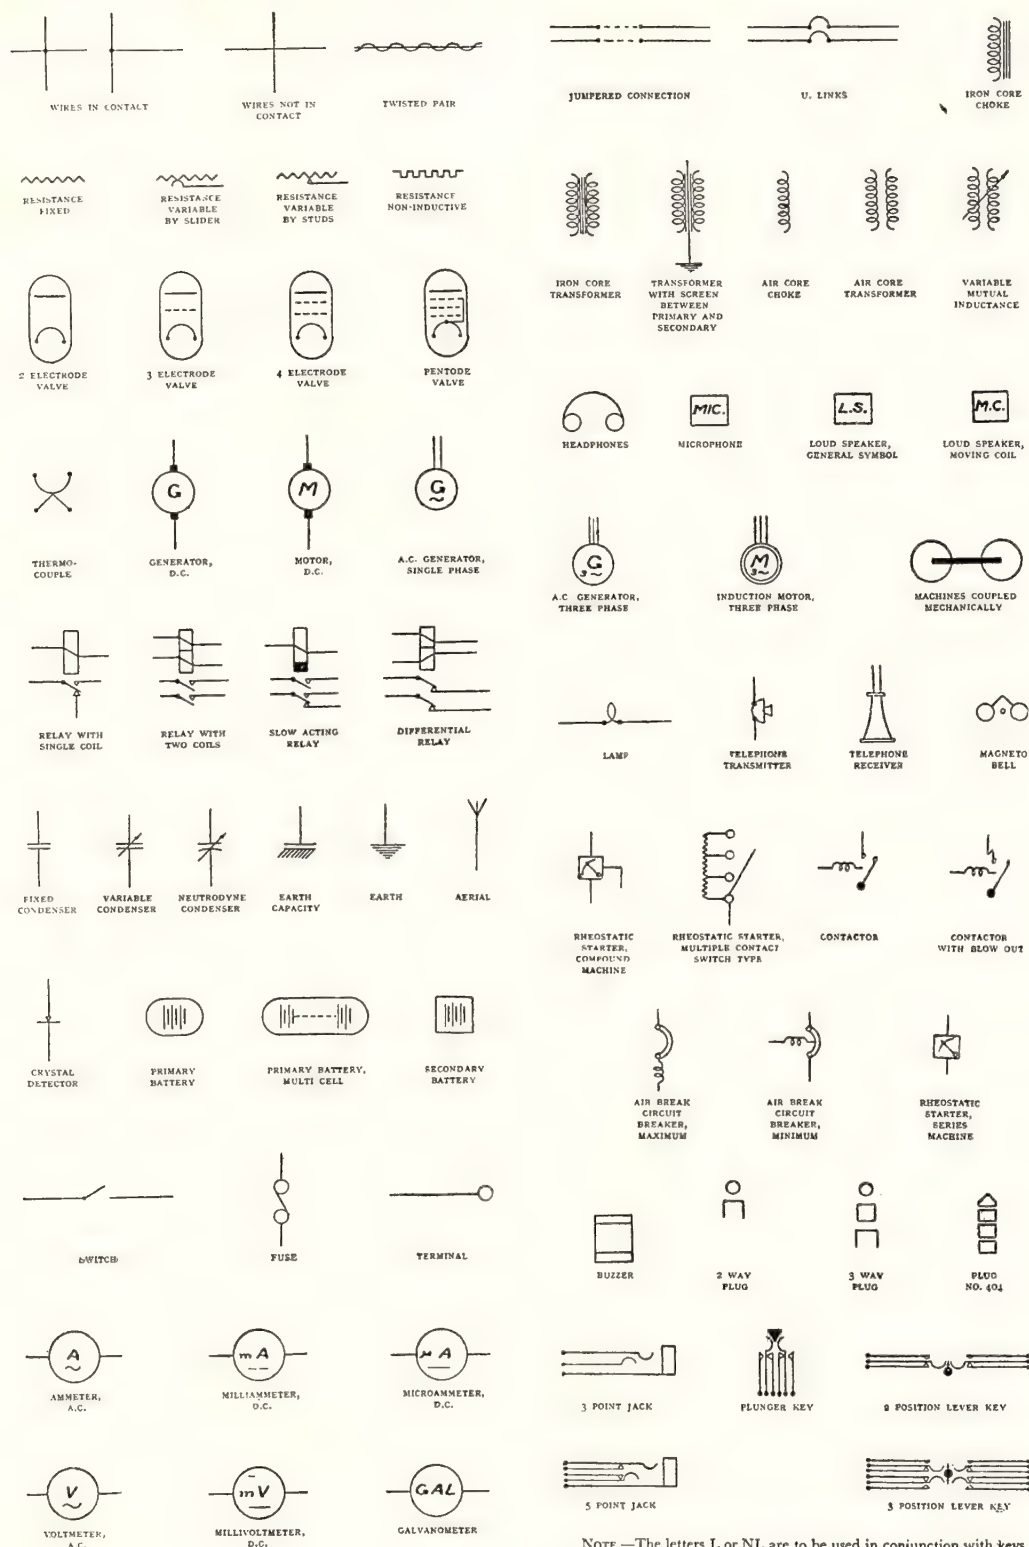 WIRES IN CONTACT
WIRES NOT IN
CONTACT
TWISTED PAIR
RESISTANCE
FIXED
RESISTANCE
VARIABLE
BY SLIDER
RESISTANCE
VARIABLE
BY STUDS
RESISTANCE
NON-INDUCTIVE
2 ELECTRODE
VALVE
3 ELECTRODE
VALVE
4 ELECTRODE
VALVE
PENTODE
VALVE
G
M
G
~
THERMO-
COUPLE
GENERATOR,
D.C.
MOTOR,
D.C.
A.C. GENERATOR,
SINGLE PHASE
RELAY WITH
SINGLE COIL
RELAY WITH
TWO COILS
SLOW ACTING
RELAY
DIFFERENTIAL
RELAY
FIXED
CONDENSER
VARIABLE
CONDENSER
NEUTRODYNE
CONDENSER
EARTH
CAPACITY
EARTH
AERIAL
CRYSTAL
DETECTOR
PRIMARY
BATTERY
PRIMARY BATTERY,
MULTI CELL
SECONDARY
BATTERY
SWITCH
FUSE
TERMINAL
A
~
mA
μA
AMMETER,
A.C.
MILLIAMMETER,
D.C.
MICROAMMETER,
D.C.
V
~
mV
GAL
VOLTMETER,
A.C.
MILLIVOLTMETER,
D.C.
GALVANOMETER
JUMPERED CONNECTION
U. LINKS
IRON CORE
CHOKE
IRON CORE
TRANSFORMER
TRANSFORMER
WITH SCREEN
BETWEEN
PRIMARY AND
SECONDARY
AIR CORE
CHOKE
AIR CORE
TRANSFORMER
VARIABLE
MUTUAL
INDUCTANCE
MIC.
L.S.
M.C.
HEADPHONES
MICROPHONE
LOUD SPEAKER,
GENERAL SYMBOL
LOUD SPEAKER,
MOVING COIL
G
3~
M
3~
A.C GENERATOR,
THREE PHASE
INDUCTION MOTOR,
THREE PHASE
MACHINES COUPLED
MECHANICALLY
LAMP
TELEPHONE
TRANSMITTER
TELEPHONE
RECEIVER
MAGNETO
BELL
RHEOSTATIC
STARTER,
COMPOUND
MACHINE
RHEOSTATIC STARTER,
MULTIPLE CONTACT
SWITCH TYPE
CONTACTOR
CONTACTOR
WITH BLOW OUT
AIR BREAK
CIRCUIT
BREAKER,
MAXIMUM
AIR BREAK
CIRCUIT
BREAKER,
MINIMUM
RHEOSTATIC
STARTER,
SERIES
MACHINE
BUZZER
2 WAY
PLUG
3 WAY
PLUG
PLUG
NO. 404
3 POINT JACK
PLUNGER KEY
2 POSITION LEVER KEY
5 POINT JACK
3 POSITION LEVER KEY
NOTE.—The letters L or NL are to be used in conjunction with keys